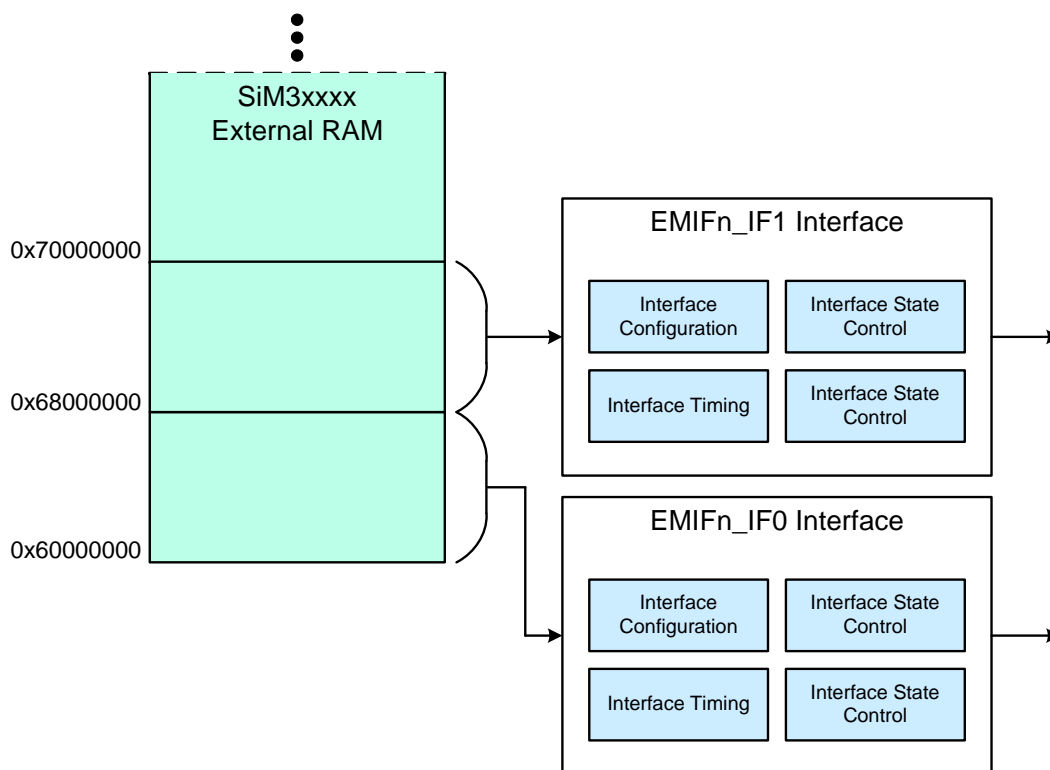 SiM3xxxx
External RAM
0x70000000
0x68000000
0x60000000
EMIFn_IF1 Interface
Interface
Configuration
Interface State
Control
Interface Timing
Interface State
Control
EMIFn_IF0 Interface
Interface
Configuration
Interface State
Control
Interface Timing
Interface State
Control